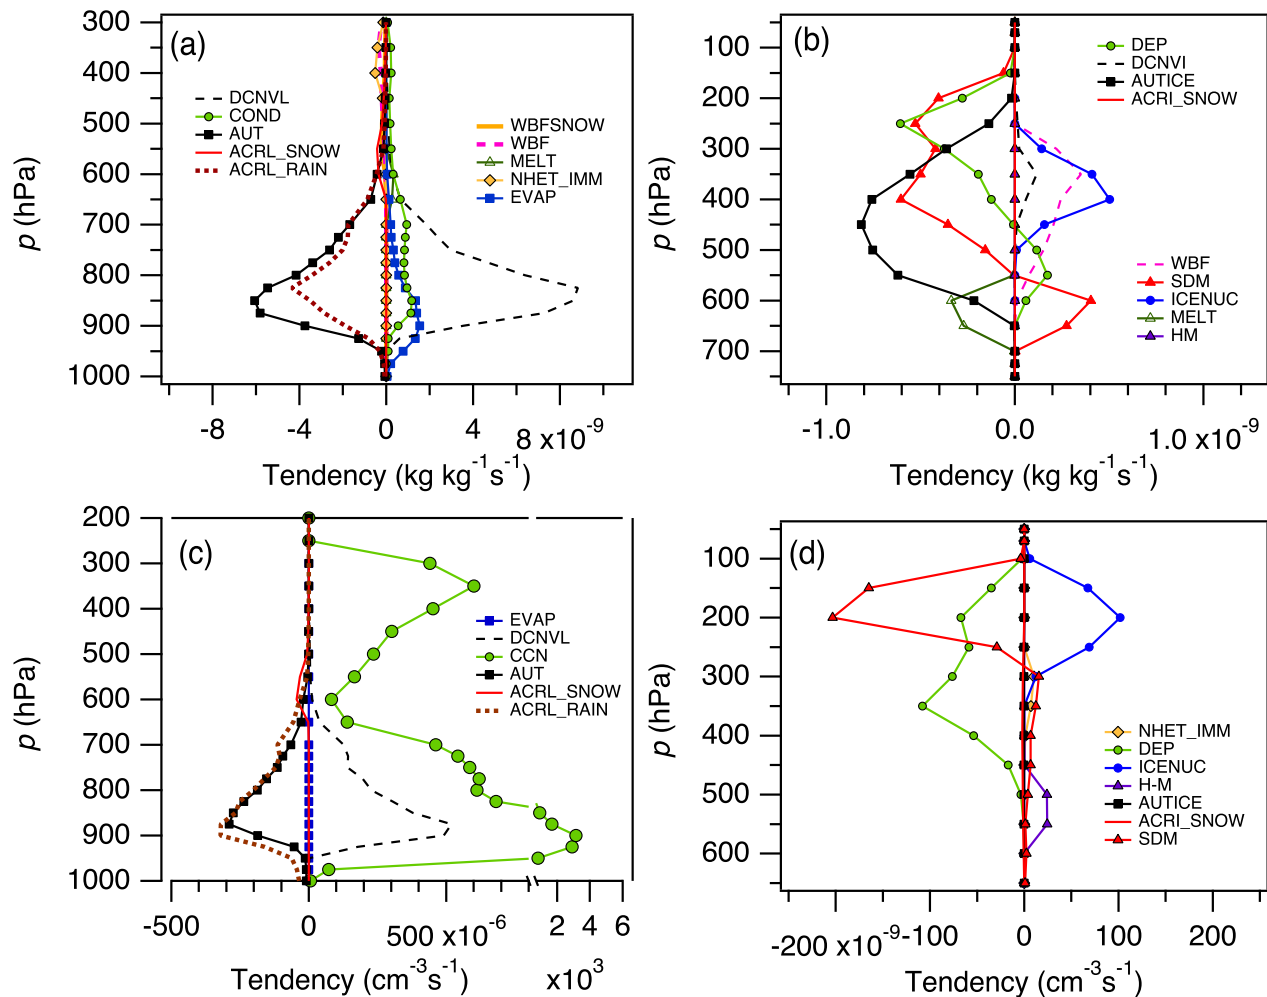 (a)
300
400
500
600
700
800
900
1000
p (hPa)
DCNVL
COND
AUT
ACRL_SNOW
ACRL_RAIN
WBFSNOW
WBF
MELT
NHET_IMM
EVAP
-8 -4 0 4 8 x10⁻⁹
Tendency (kg kg⁻¹s⁻¹)
(b)
100
200
300
400
500
600
700
p (hPa)
DEP
DCNVI
AUTICE
ACRI_SNOW
WBF
SDM
ICENUC
MELT
HM
-1.0 0.0 1.0 x10⁻⁹
Tendency (kg kg⁻¹s⁻¹)
(c)
200
300
400
500
600
700
800
900
1000
p (hPa)
EVAP
DCNVL
CCN
AUT
ACRL_SNOW
ACRL_RAIN
-500 0 500 x10⁻⁶ 2 4 6
x10³
Tendency (cm⁻³s⁻¹)
(d)
100
200
300
400
500
600
p (hPa)
NHET_IMM
DEP
ICENUC
H-M
AUTICE
ACRI_SNOW
SDM
-200 x10⁻⁹ -100 0 100 200
Tendency (cm⁻³s⁻¹)